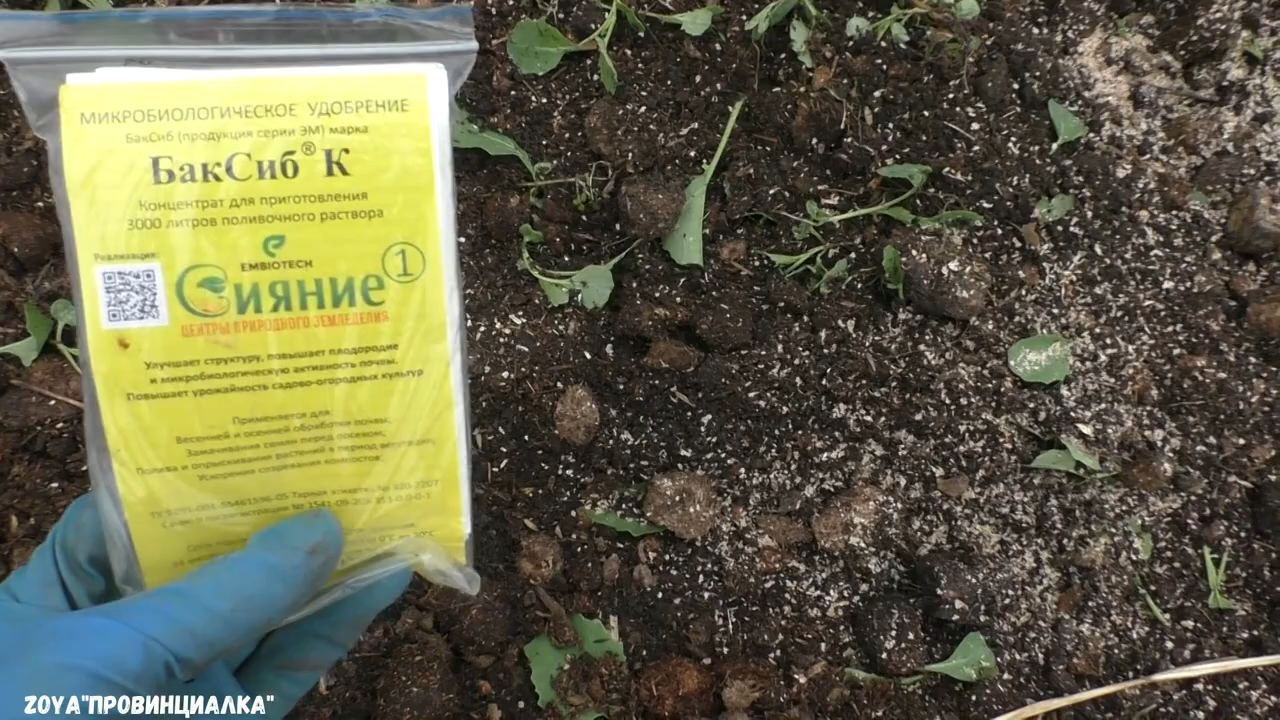 МИКРОБИОЛОГИЧЕСКОЕ УДОБРЕНИЕ
БакСиб (продукция серии ЭМ) марка
БакСиб® К
Концентрат для приготовления
3000 литров поливочного раствора
Реализация:
EMBIOTECH
Сияние 1
ЦЕНТРЫ ПРИРОДНОГО ЗЕМЛЕДЕЛИЯ
Улучшает структуру, повышает плодородие
и микробиологическую активность почвы.
Повышает урожайность садово-огородных культур
Применяется для:
Весенней и осенней обработки почвы;
Замачивания семян перед посевом;
Полива и опрыскивания растений в период вегетации;
Ускорения созревания компостов.
ZOYA"ПРОВИНЦИАЛКА"